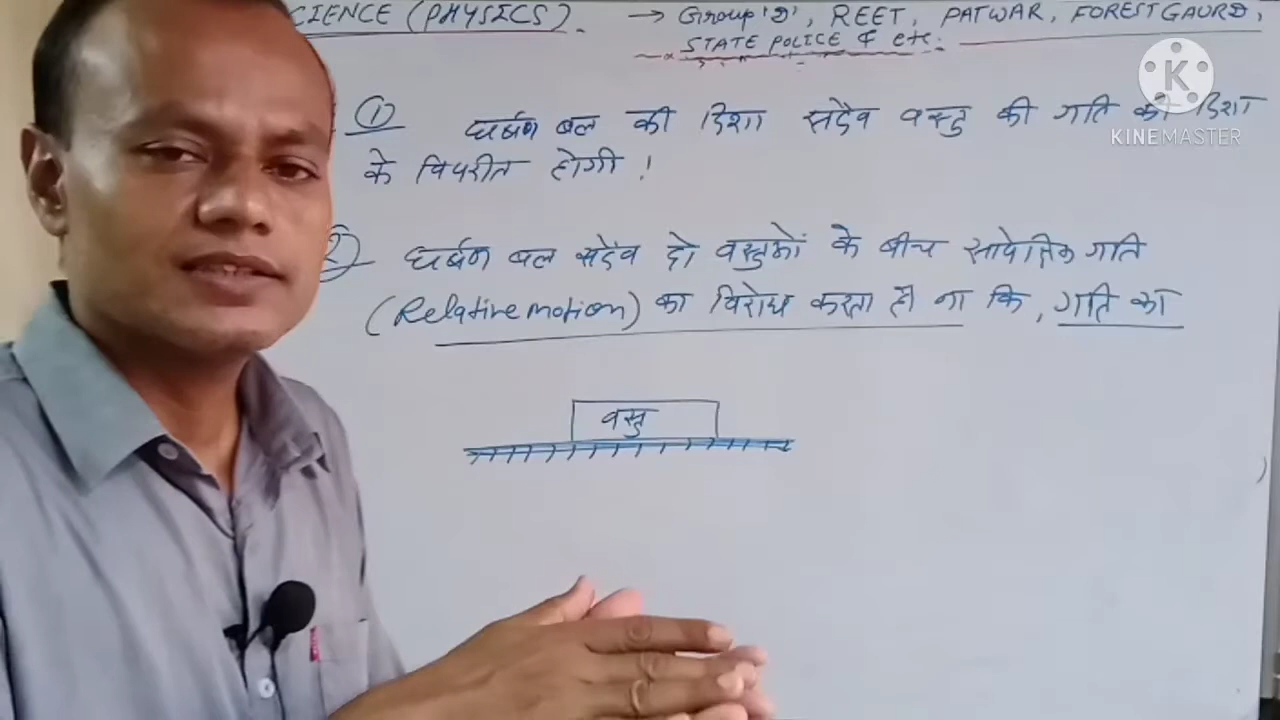 CIENCE (PHYSICS). → Group 'D', REET, PATWAR, FOREST GAURD,
STATE POLICE & etc.
① घर्षण बल की दिशा सदैव वस्तु की गति की दिशा
के विपरीत होगी !
② घर्षण बल सदैव दो वस्तुओं के बीच सापेक्षिक गति
(Relative motion) का विरोध करता है ना कि, गति का
वस्तु
K
KINEMASTER